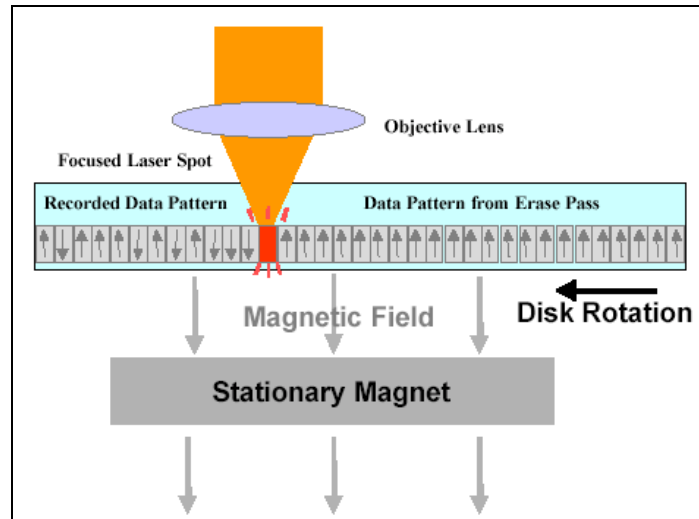 Objective Lens
Focused Laser Spot
Recorded Data Pattern
Data Pattern from Erase Pass
Magnetic Field
Disk Rotation
Stationary Magnet